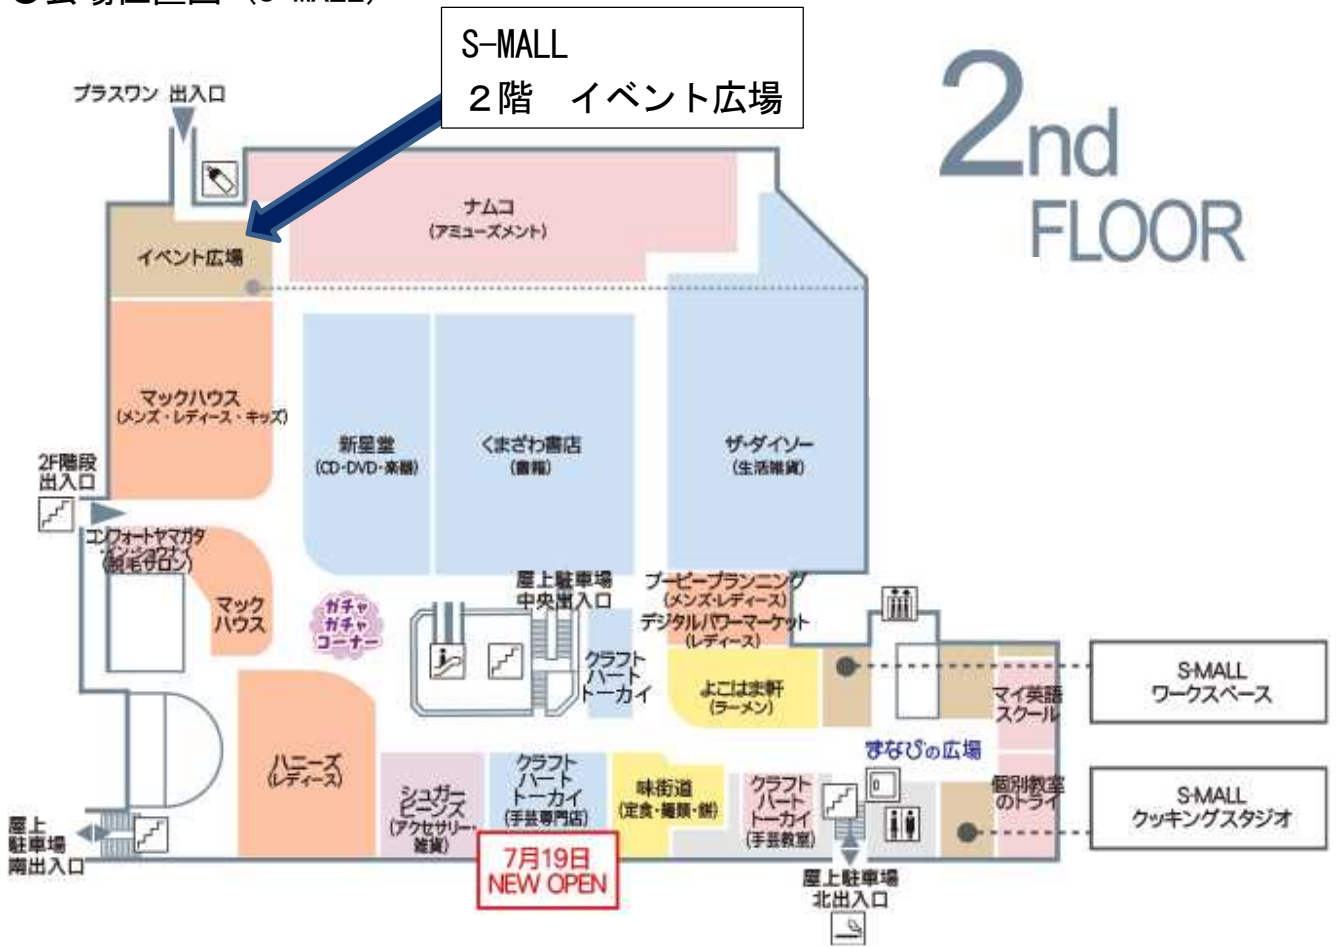 S-MALL
2階 イベント広場
2nd
FLOOR
プラスワン 出入口
ナムコ
(アミューズメント)
イベント広場
マックハウス
(メンズ・レディース・キッズ)
新星堂
(CD・DVD・楽器)
くまざわ書店
(書籍)
ザ・ダイソー
(生活雑貨)
2F階段
出入口
コンフォートヤマガタ
イン・ショウナイ
(脱毛サロン)
マック
ハウス
ガチャ
ガチャ
コーナー
屋上駐車場
中央出入口
ブービープランニング
(メンズ・レディース)
デジタルパワーマーケット
(レディース)
クラフト
ハート
トーカイ
よこはま軒
(ラーメン)
S-MALL
ワークスペース
マイ英語
スクール
まなびの広場
ハニーズ
(レディース)
シュガー
ビーンズ
(アクセサリー・
雑貨)
クラフト
ハート
トーカイ
(手芸専門店)
味街道
(定食・麺類・餅)
クラフト
ハート
トーカイ
(手芸教室)
個別教室
のトライ
S-MALL
クッキングスタジオ
屋上
駐車場
南出入口
7月19日
NEW OPEN
屋上駐車場
北出入口